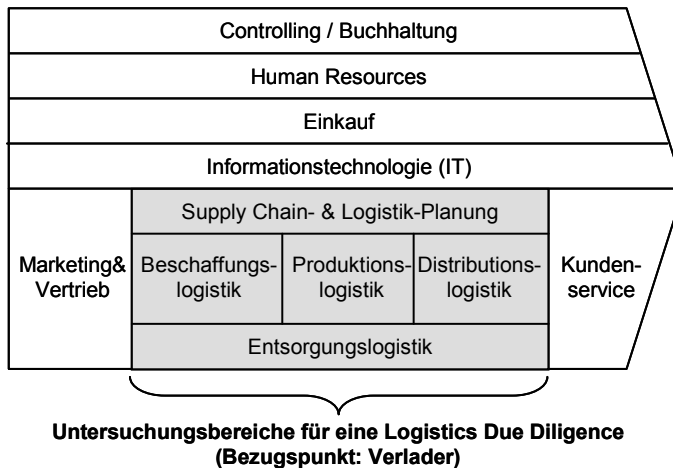 Controlling / Buchhaltung
Human Resources
Einkauf
Informationstechnologie (IT)
Supply Chain- & Logistik-Planung
Marketing&
Vertrieb
Beschaffungs-
logistik
Produktions-
logistik
Distributions-
logistik
Kunden-
service
Entsorgungslogistik
Untersuchungsbereiche für eine Logistics Due Diligence
(Bezugspunkt: Verlader)